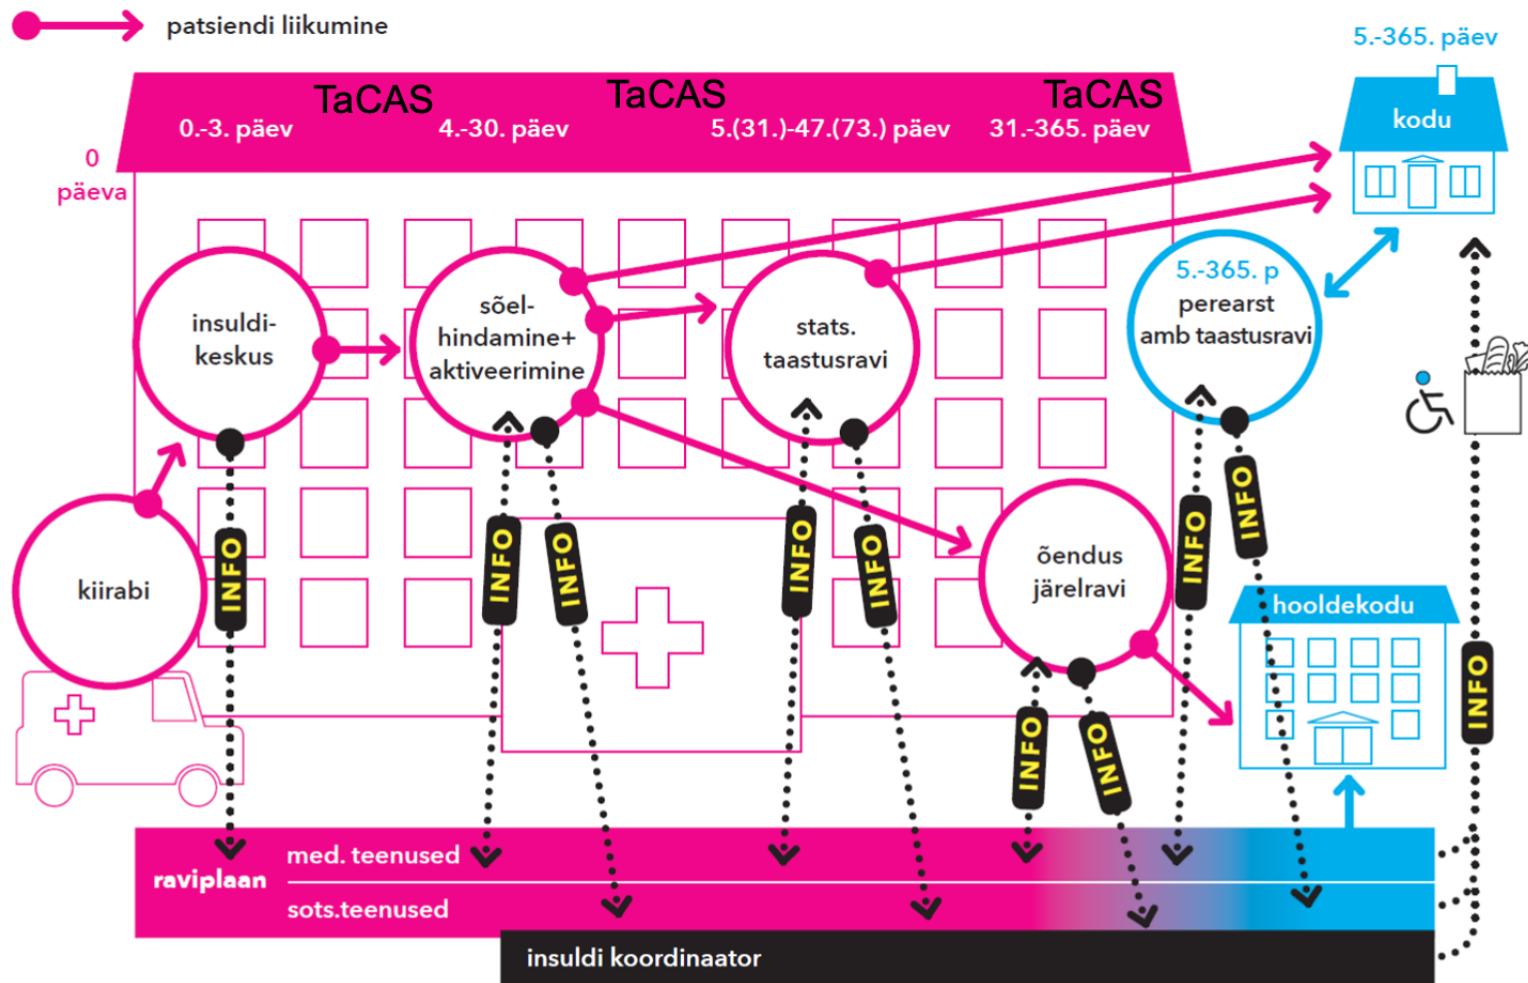 patsiendi liikumine
5.-365. päev
TaCAS
TaCAS
TaCAS
0.-3. päev
4.-30. päev
5.(31.)-47.(73.) päev
31.-365. päev
kodu
0
päeva
insuldi-
keskus
sõel-
hindamine+
aktiveerimine
stats.
taastusravi
5.-365. p
perearst
amb taastusravi
kiirabi
õendus
järelravi
hooldekodu
INFO
INFO
INFO
INFO
INFO
INFO
INFO
INFO
INFO
INFO
raviplaan
med. teenused
sots.teenused
insuldi koordinaator